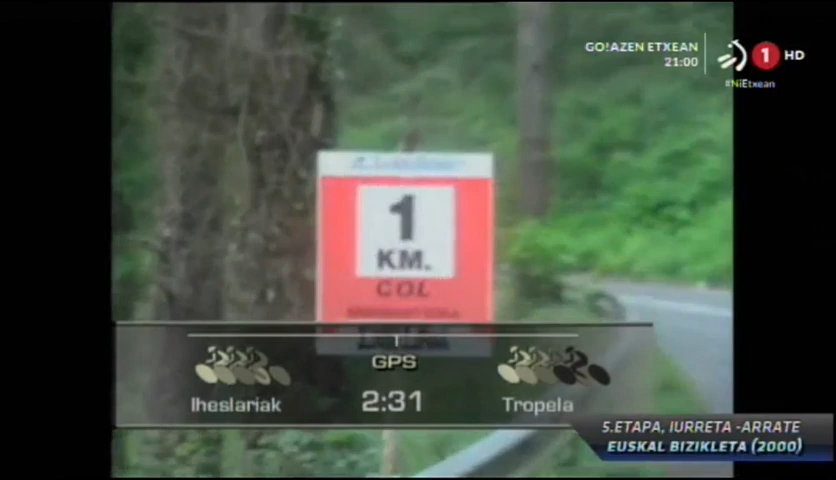 GO!AZEN ETXEAN
21:00
1 HD
#NiEtxean
1
KM.
COL
GPS
Iheslariak
2:31
Tropela
5.ETAPA, IURRETA -ARRATE
EUSKAL BIZIKLETA (2000)